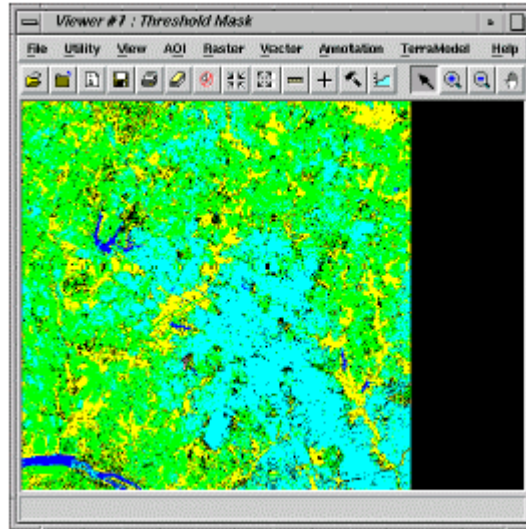 Viewer #1 : Threshold Mask
File Utility View AOI Raster Vector Annotation TerraModel Help